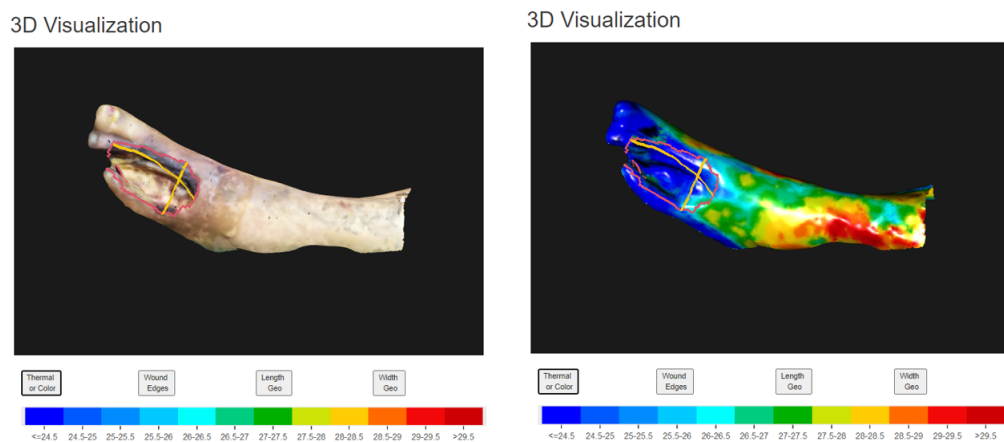 3D Visualization
Thermal or Color
Wound Edges
Length Geo
Width Geo
<=24.5 24.5-25 25-25.5 25.5-26 26-26.5 26.5-27 27-27.5 27.5-28 28-28.5 28.5-29 29-29.5 >29.5
3D Visualization
Thermal or Color
Wound Edges
Length Geo
Width Geo
<=24.5 24.5-25 25-25.5 25.5-26 26-26.5 26.5-27 27-27.5 27.5-28 28-28.5 28.5-29 29-29.5 >29.5